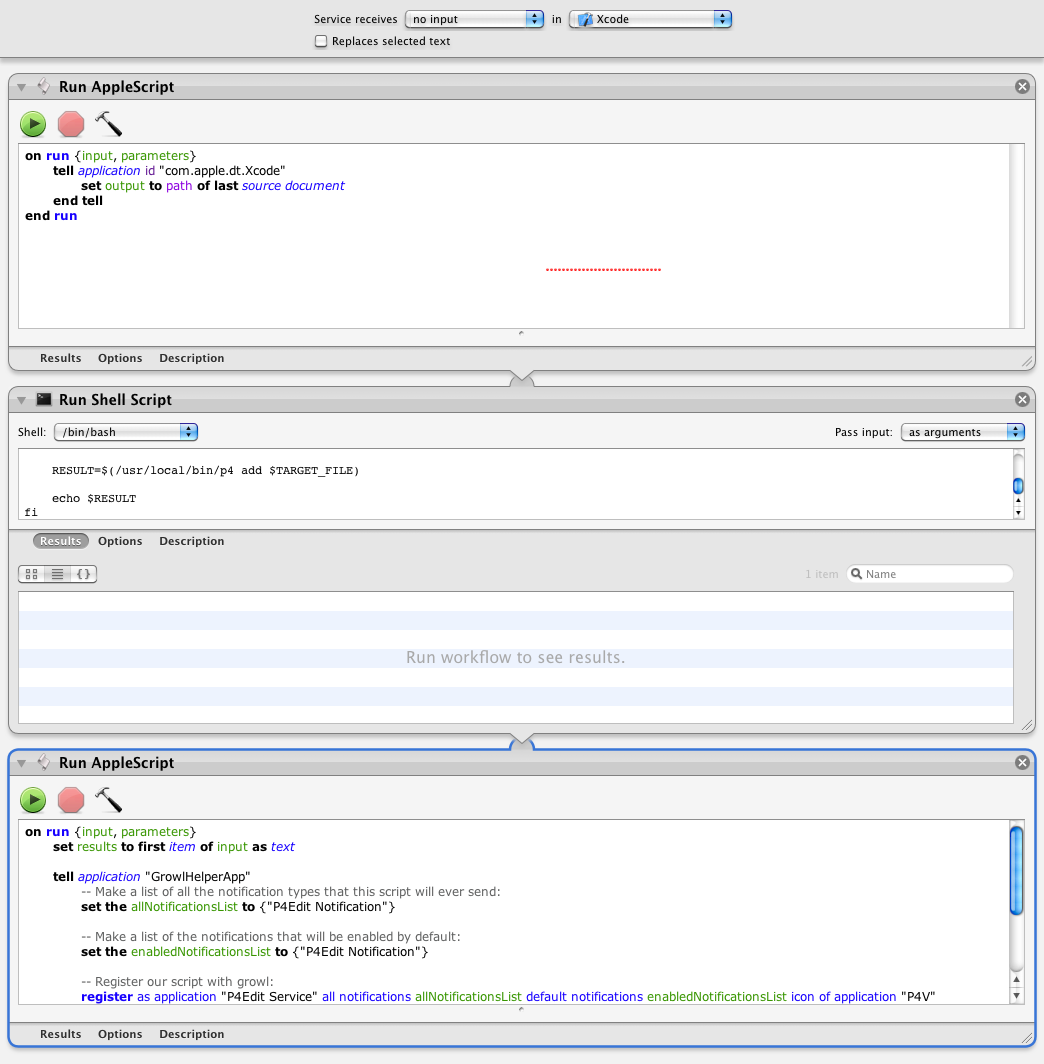 Service receives no input in Xcode
Replaces selected text
Run AppleScript
on run {input, parameters}
tell application id "com.apple.dt.Xcode"
set output to path of last source document
end tell
end run
Results Options Description
Run Shell Script
Shell: /bin/bash Pass input: as arguments
RESULT=$(/usr/local/bin/p4 add $TARGET_FILE)
echo $RESULT
fi
Results Options Description
{} 1 item Name
Run workflow to see results.
Run AppleScript
on run {input, parameters}
set results to first item of input as text
tell application "GrowlHelperApp"
-- Make a list of all the notification types that this script will ever send:
set the allNotificationsList to {"P4Edit Notification"}
-- Make a list of the notifications that will be enabled by default:
set the enabledNotificationsList to {"P4Edit Notification"}
-- Register our script with growl:
register as application "P4Edit Service" all notifications allNotificationsList default notifications enabledNotificationsList icon of application "P4V"
Results Options Description